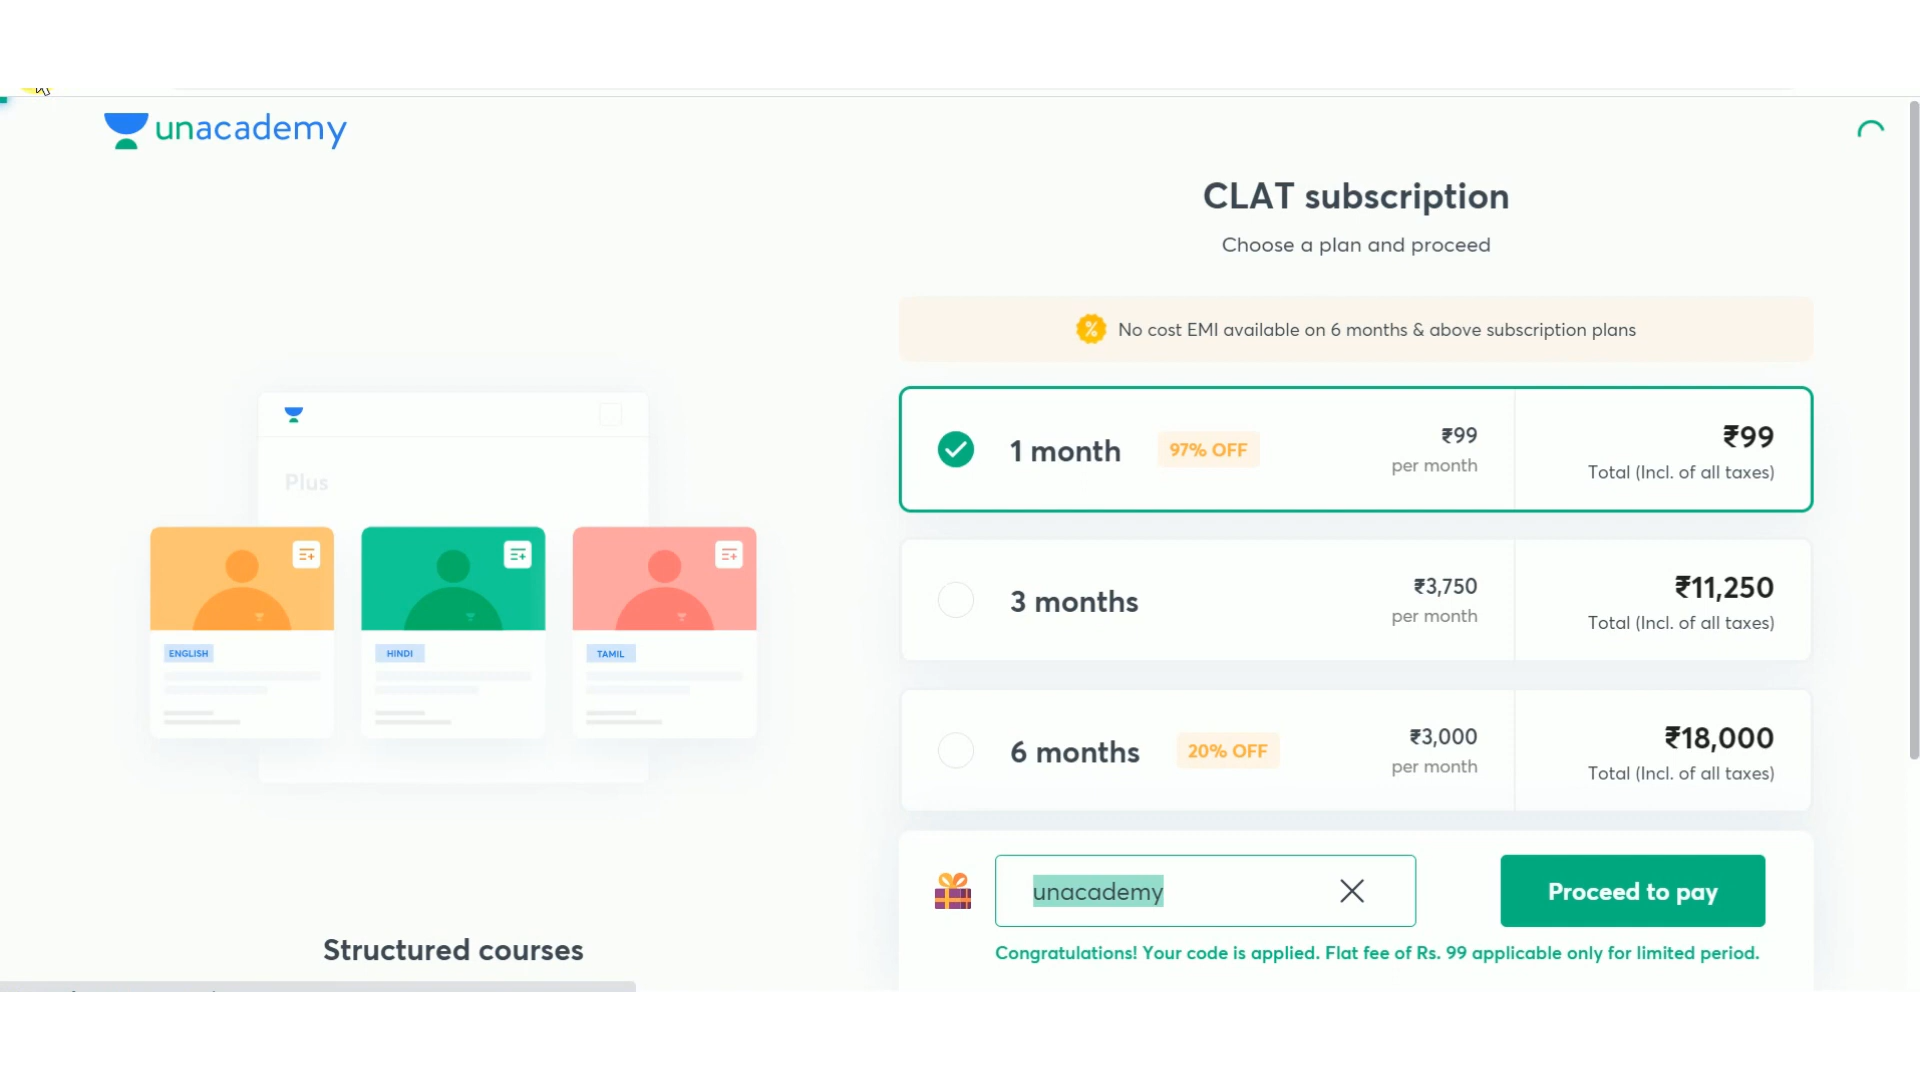 unacademy
CLAT subscription
Choose a plan and proceed
No cost EMI available on 6 months & above subscription plans
1 month 97% OFF ₹99 per month ₹99 Total (Incl. of all taxes)
3 months ₹3,750 per month ₹11,250 Total (Incl. of all taxes)
6 months 20% OFF ₹3,000 per month ₹18,000 Total (Incl. of all taxes)
unacademy
Proceed to pay
Congratulations! Your code is applied. Flat fee of Rs. 99 applicable only for limited period.
Plus
ENGLISH HINDI TAMIL
Structured courses